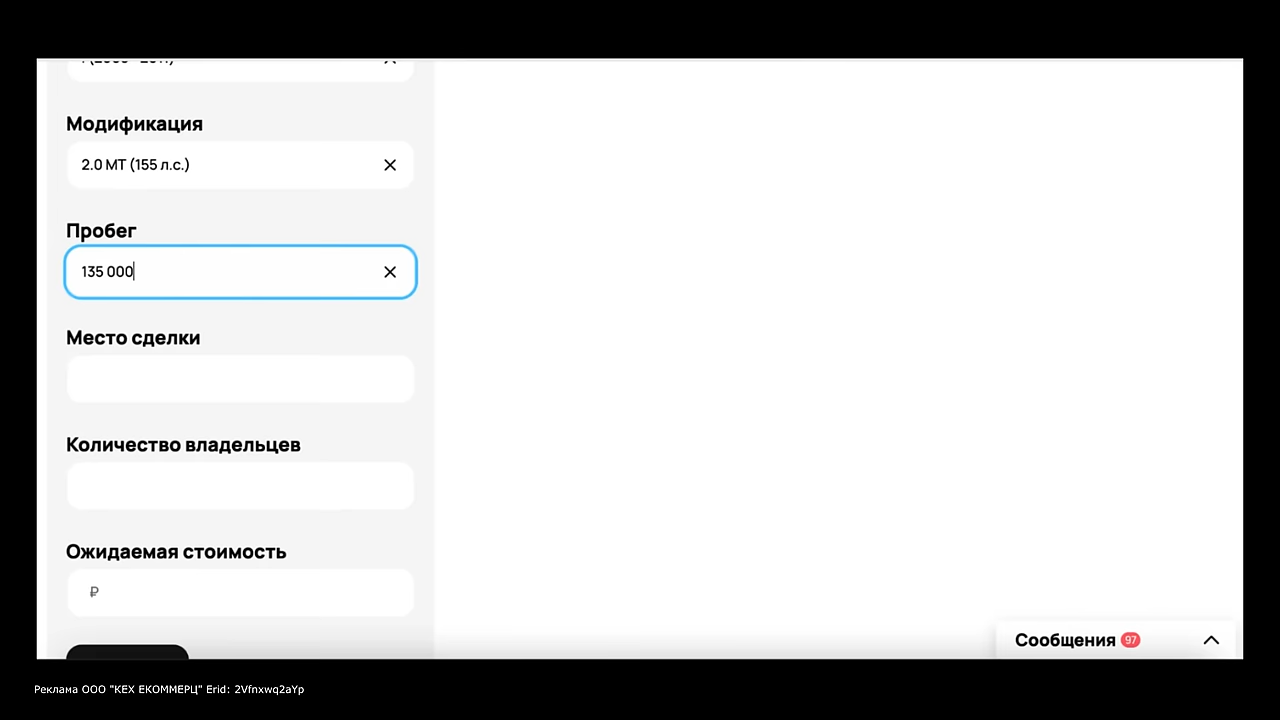 Модификация
2.0 MT (155 л.с.)
Пробег
135 000
Место сделки
Количество владельцев
Ожидаемая стоимость
₽
Сообщения 97
Реклама ООО "КЕХ ЕКОММЕРЦ" Erid: 2Vfnxwq2aYp